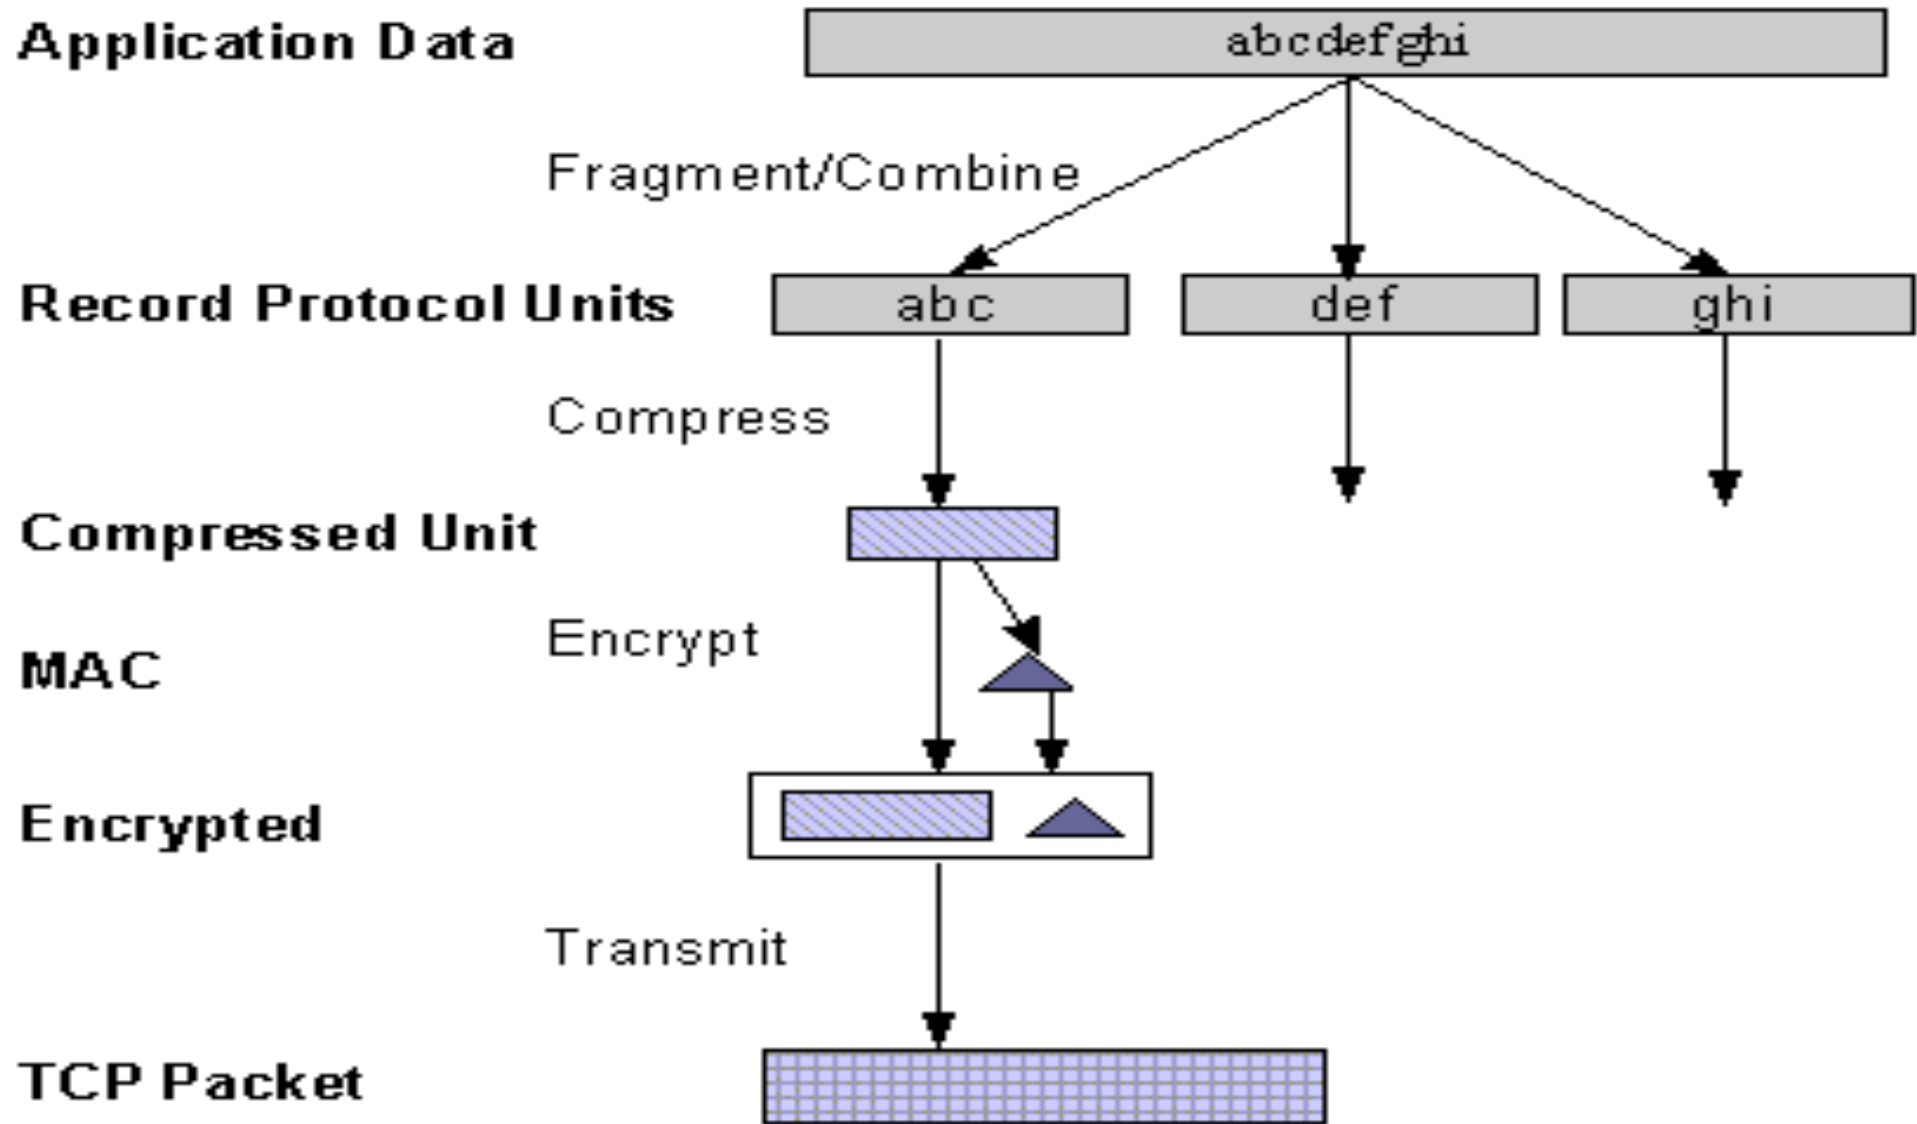 Application Data
abcdefghi
Fragment/Combine
Record Protocol Units
abc
def
ghi
Compress
Compressed Unit
Encrypt
MAC
Encrypted
Transmit
TCP Packet